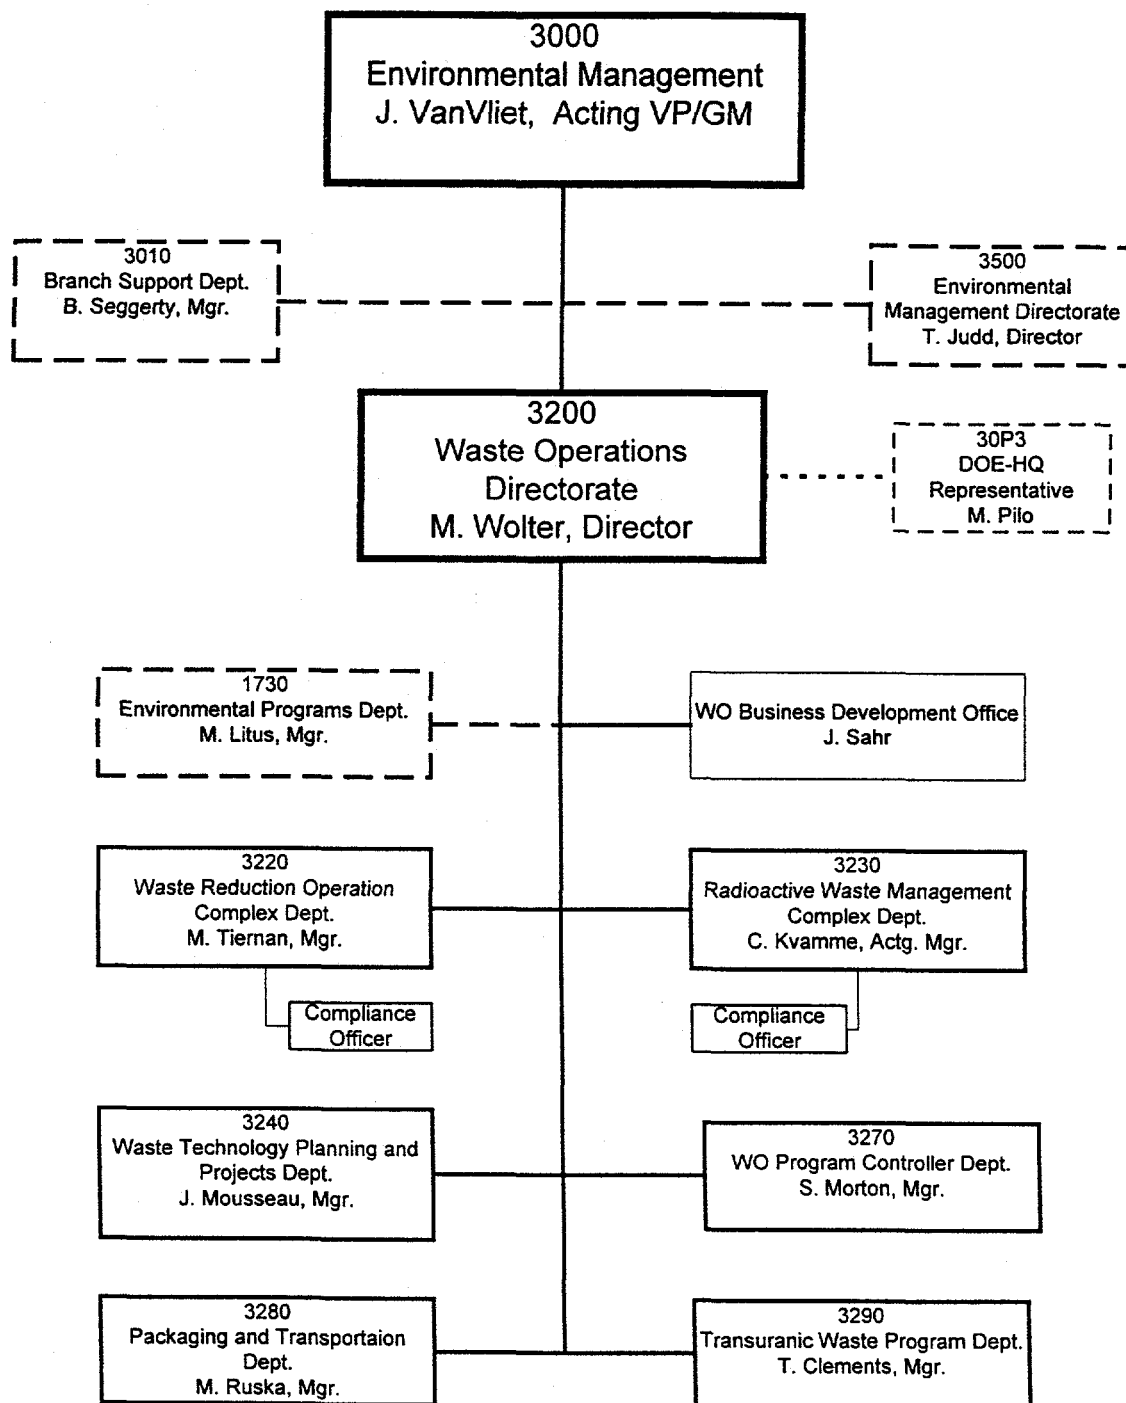 3000
Environmental Management
J. VanVliet, Acting VP/GM
3010
Branch Support Dept.
B. Seggerty, Mgr.
3500
Environmental
Management Directorate
T. Judd, Director
3200
Waste Operations
Directorate
M. Wolter, Director
30P3
DOE-HQ
Representative
M. Pilo
1730
Environmental Programs Dept.
M. Litus, Mgr.
WO Business Development Office
J. Sahr
3220
Waste Reduction Operation
Complex Dept.
M. Tiernan, Mgr.
3230
Radioactive Waste Management
Complex Dept.
C. Kvamme, Actg. Mgr.
Compliance
Officer
Compliance
Officer
3240
Waste Technology Planning and
Projects Dept.
J. Mousseau, Mgr.
3270
WO Program Controller Dept.
S. Morton, Mgr.
3280
Packaging and Transportaion
Dept.
M. Ruska, Mgr.
3290
Transuranic Waste Program Dept.
T. Clements, Mgr.